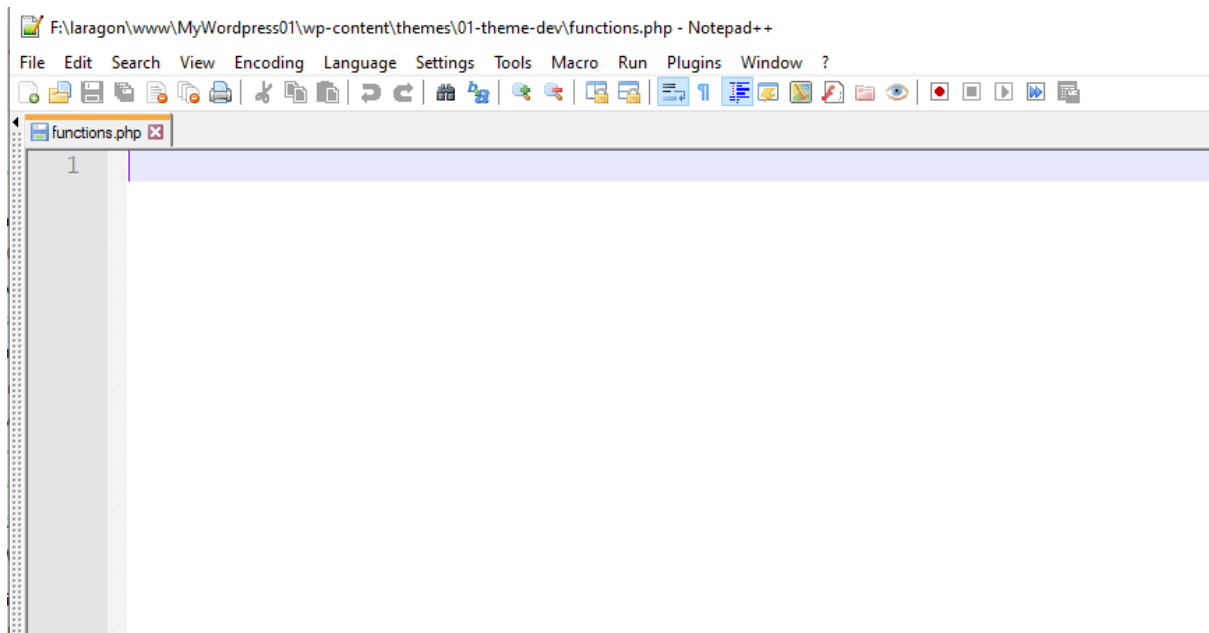 F:\laragon\www\MyWordpress01\wp-content\themes\01-theme-dev\functions.php - Notepad++
File Edit Search View Encoding Language Settings Tools Macro Run Plugins Window ?
functions.php
1